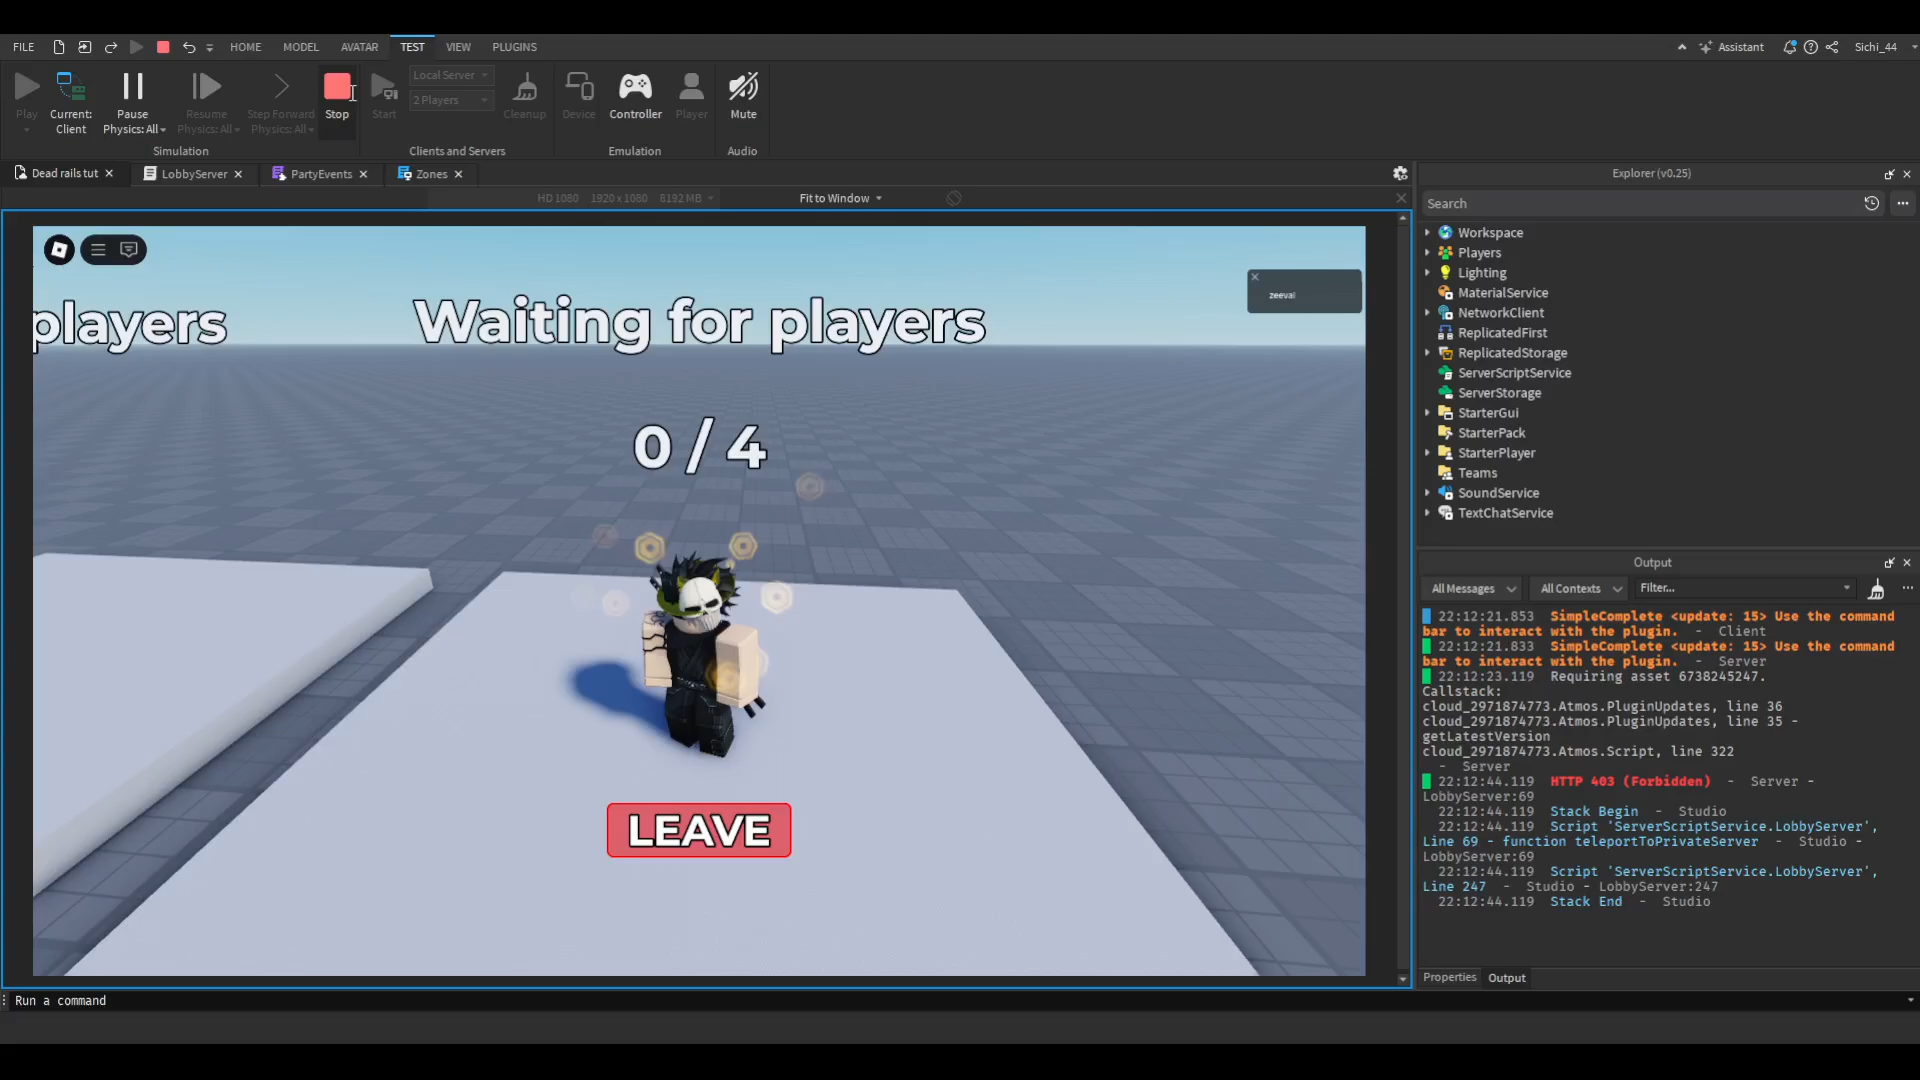 FILE HOME MODEL AVATAR TEST VIEW PLUGINS Assistant Sichi_44
Play
Current:
Client
Pause
Physics: All
Resume
Physics: All
Step Forward
Physics: All
Stop
Start
Local Server
2 Players
Cleanup
Device
Controller
Player
Mute
Simulation
Clients and Servers
Emulation
Audio
Dead rails tut
LobbyServer
PartyEvents
Zones
HD 1080 1920 x 1080 8192 MB
Fit to Window
players
Waiting for players
0 / 4
zeeval
LEAVE
Explorer (v0.25)
Search
Workspace
Players
Lighting
MaterialService
NetworkClient
ReplicatedFirst
ReplicatedStorage
ServerScriptService
ServerStorage
StarterGui
StarterPack
StarterPlayer
Teams
SoundService
TextChatService
Output
All Messages
All Contexts
Filter...
22:12:21.853 SimpleComplete <update: 15> Use the command
bar to interact with the plugin. - Client
22:12:21.833 SimpleComplete <update: 15> Use the command
bar to interact with the plugin. - Server
22:12:23.119 Requiring asset 6738245247.
Callstack:
cloud_2971874773.Atmos.PluginUpdates, line 36
cloud_2971874773.Atmos.PluginUpdates, line 35 -
getLatestVersion
cloud_2971874773.Atmos.Script, line 322
- Server
22:12:44.119 HTTP 403 (Forbidden) - Server -
LobbyServer:69
22:12:44.119 Stack Begin - Studio
22:12:44.119 Script 'ServerScriptService.LobbyServer',
Line 69 - function teleportToPrivateServer - Studio -
LobbyServer:69
22:12:44.119 Script 'ServerScriptService.LobbyServer',
Line 247 - Studio - LobbyServer:247
22:12:44.119 Stack End - Studio
Properties
Output
Run a command